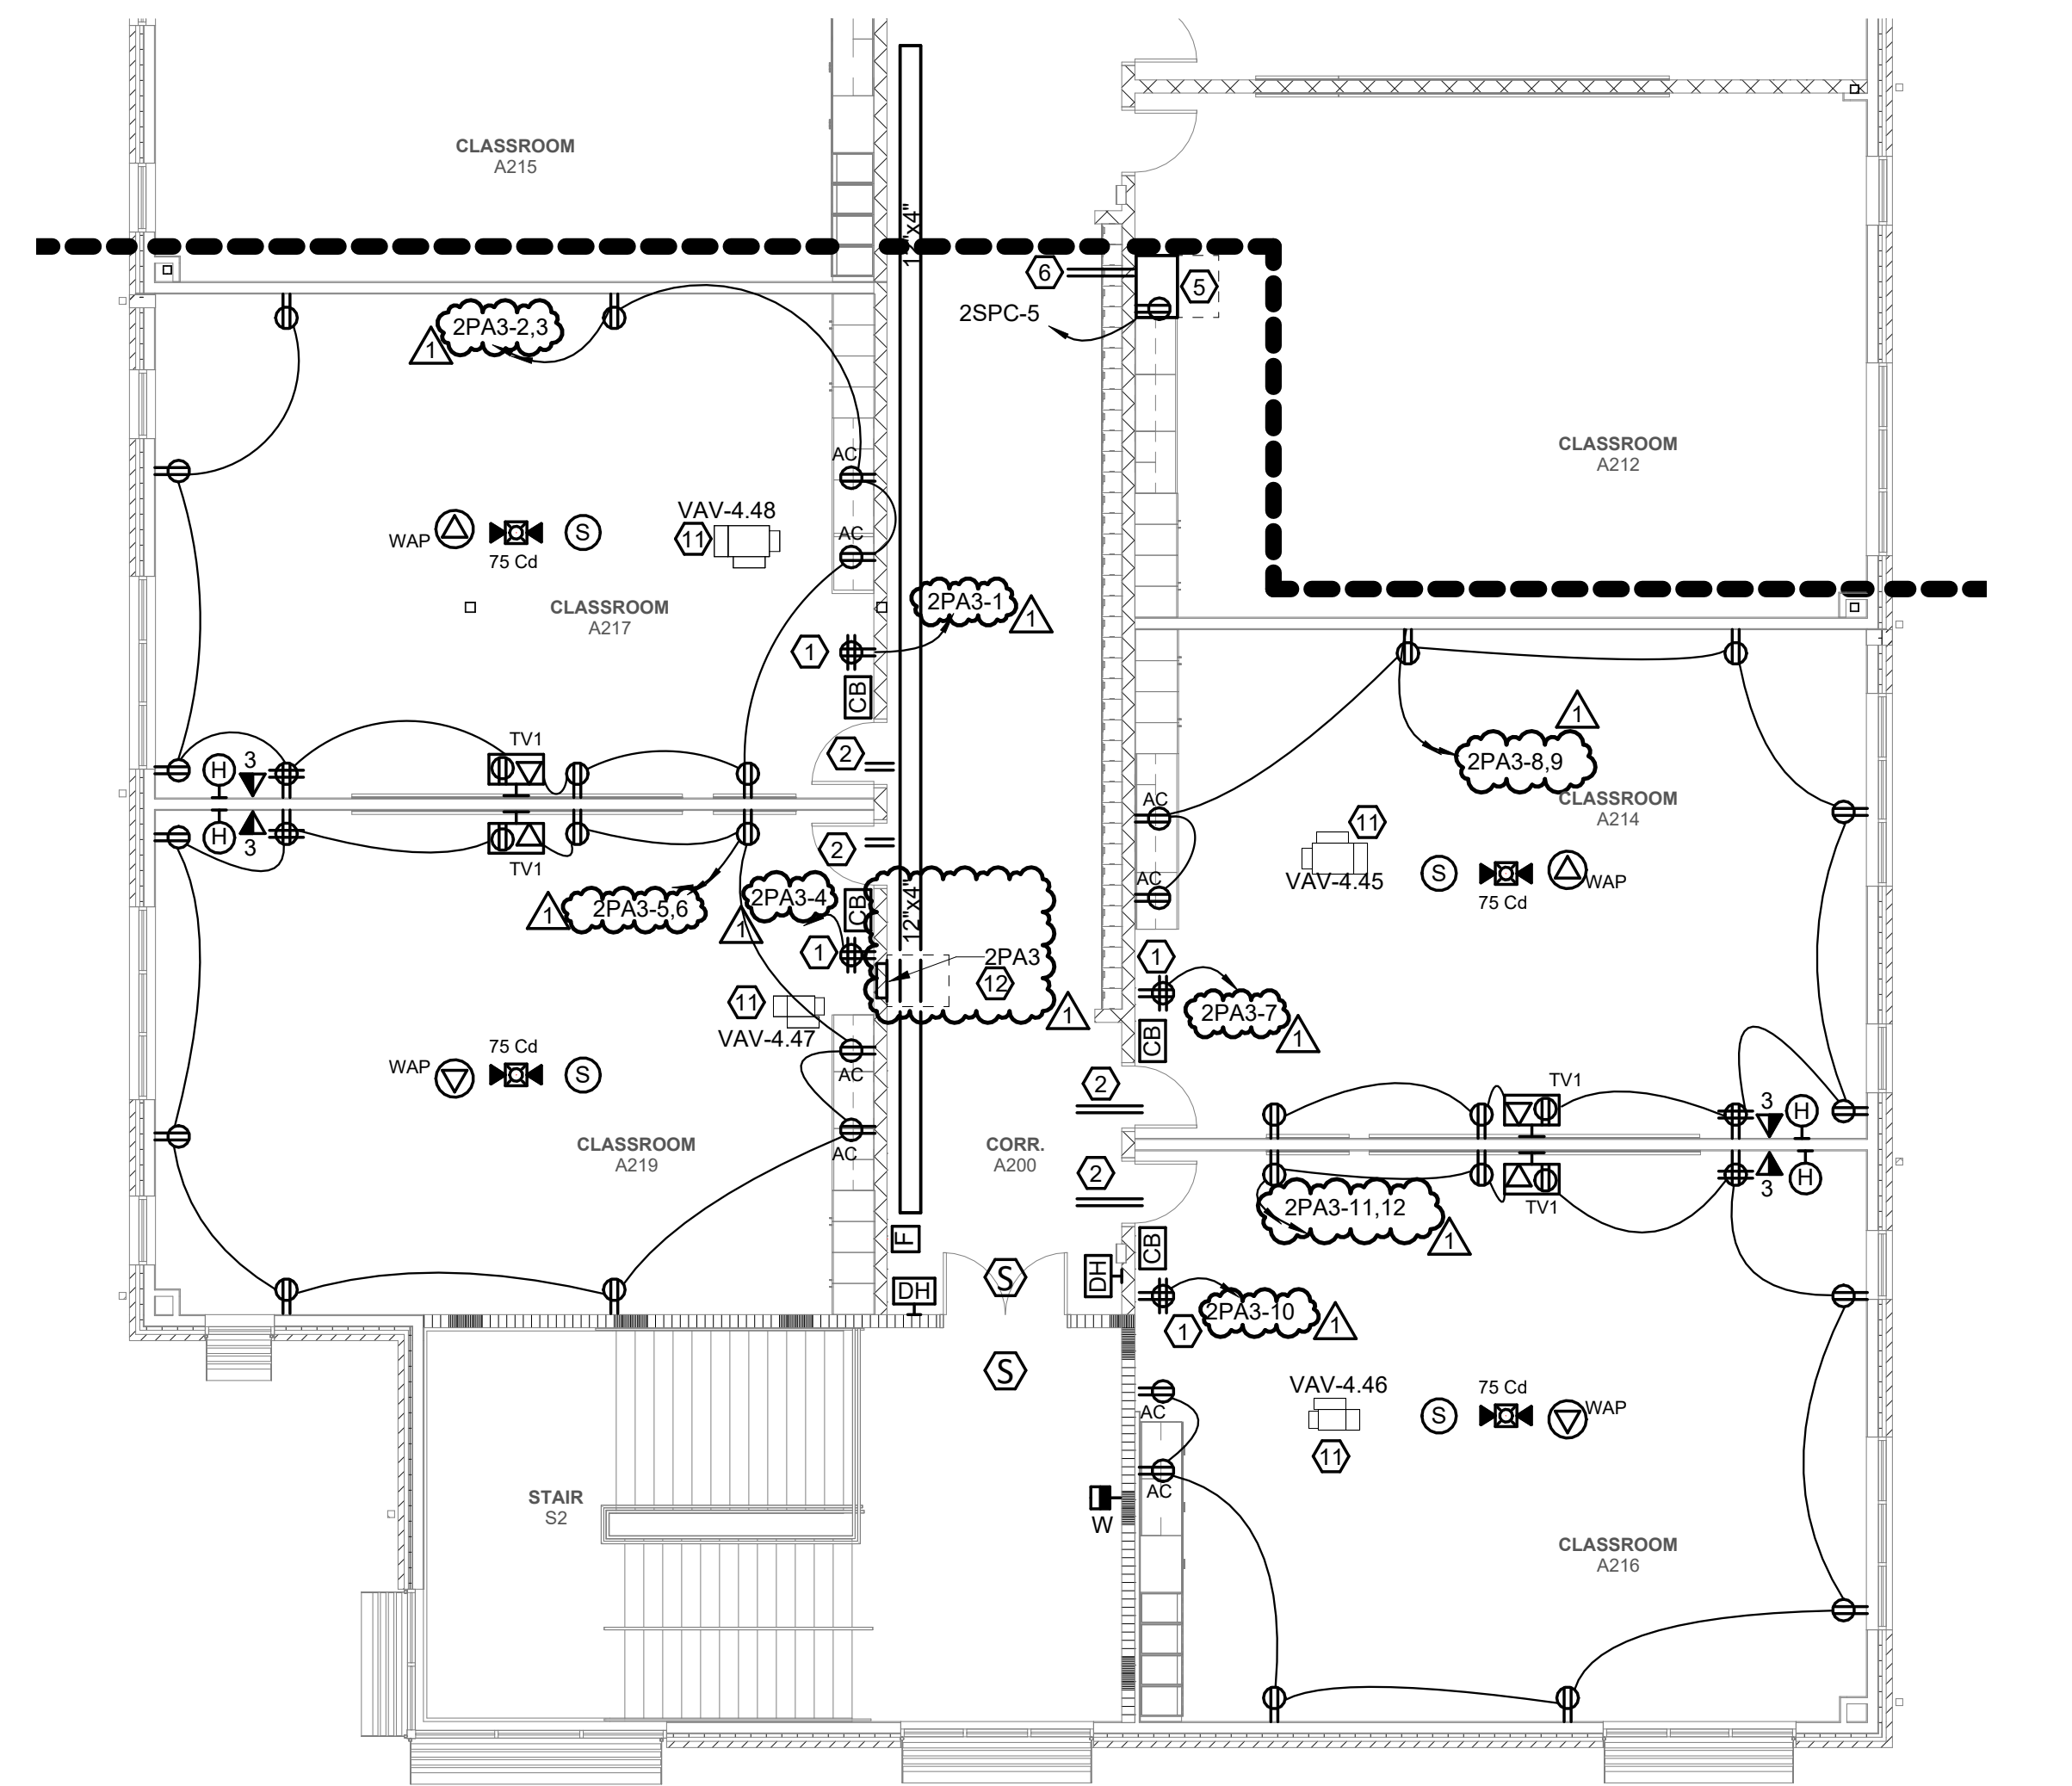 CLASSROOM
A215
12"x4"
6
5
2SPC-5
2PA3-2,3
1
CLASSROOM
A212
AC
VAV-4.48
11
WAP
S
75 Cd
AC
CLASSROOM
A217
2PA3-1
1
1
CB
TV1
2
H
3
2PA3-8,9
1
CLASSROOM
A214
AC
11
VAV-4.45
S
75 Cd
WAP
AC
H
3
TV1
2
2PA3-5,6
1
2PA3-4
1
CB
12"x4"
1
2PA3
12
1
11
VAV-4.47
1
2PA3-7
1
CB
WAP
75 Cd
S
AC
AC
CLASSROOM
A219
CORR.
A200
2
2
TV1
3
H
TV1
3
H
2PA3-11,12
1
F
CB
DH
DH
S
S
2PA3-10
1
1
VAV-4.46
11
S
75 Cd
WAP
AC
AC
W
STAIR
S2
CLASSROOM
A216